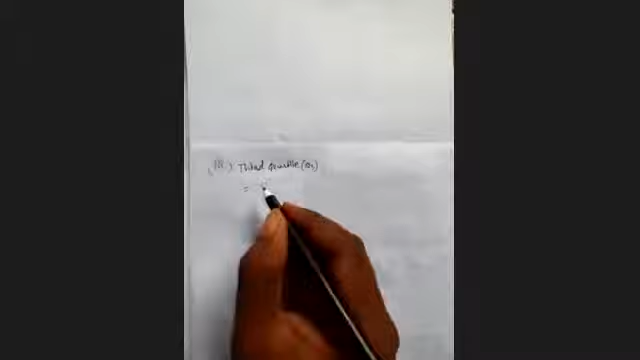 (iii) Third Quartile (Q₃)
=